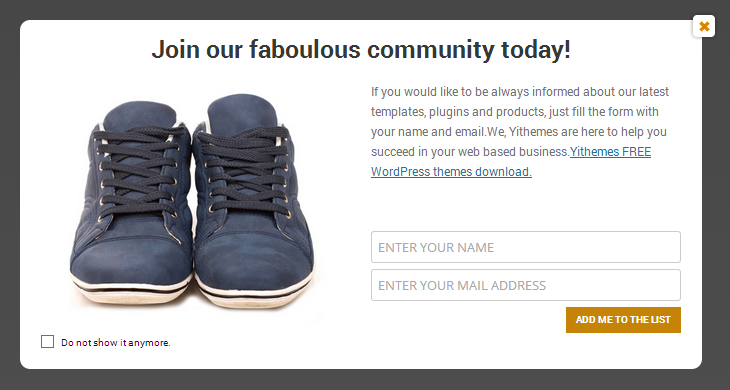 Join our faboulous community today!
If you would like to be always informed about our latest
templates, plugins and products, just fill the form with
your name and email.We, Yithemes are here to help you
succeed in your web based business.Yithemes FREE
WordPress themes download.
ENTER YOUR NAME
ENTER YOUR MAIL ADDRESS
ADD ME TO THE LIST
Do not show it anymore.